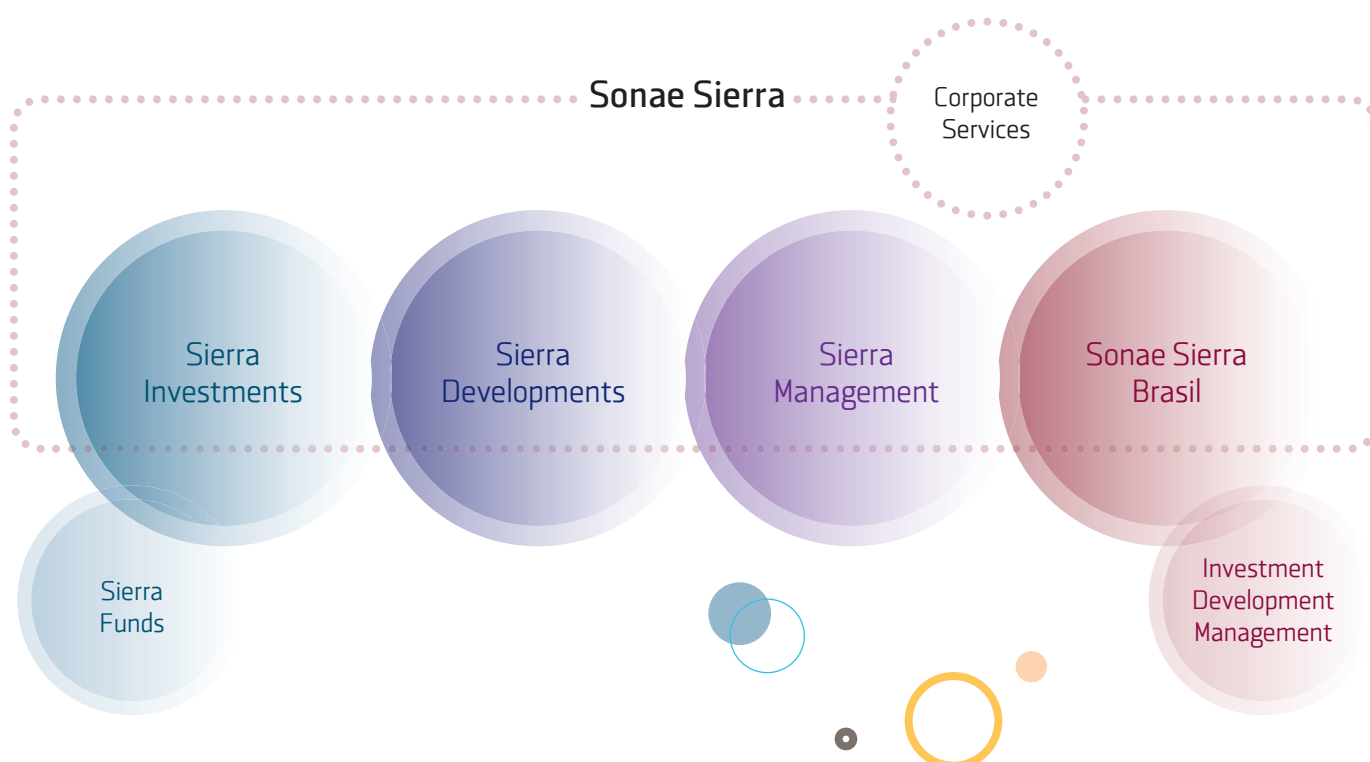 Sonae Sierra
Corporate
Services
Sierra
Investments
Sierra
Developments
Sierra
Management
Sonae Sierra
Brasil
Sierra
Funds
Investment
Development
Management